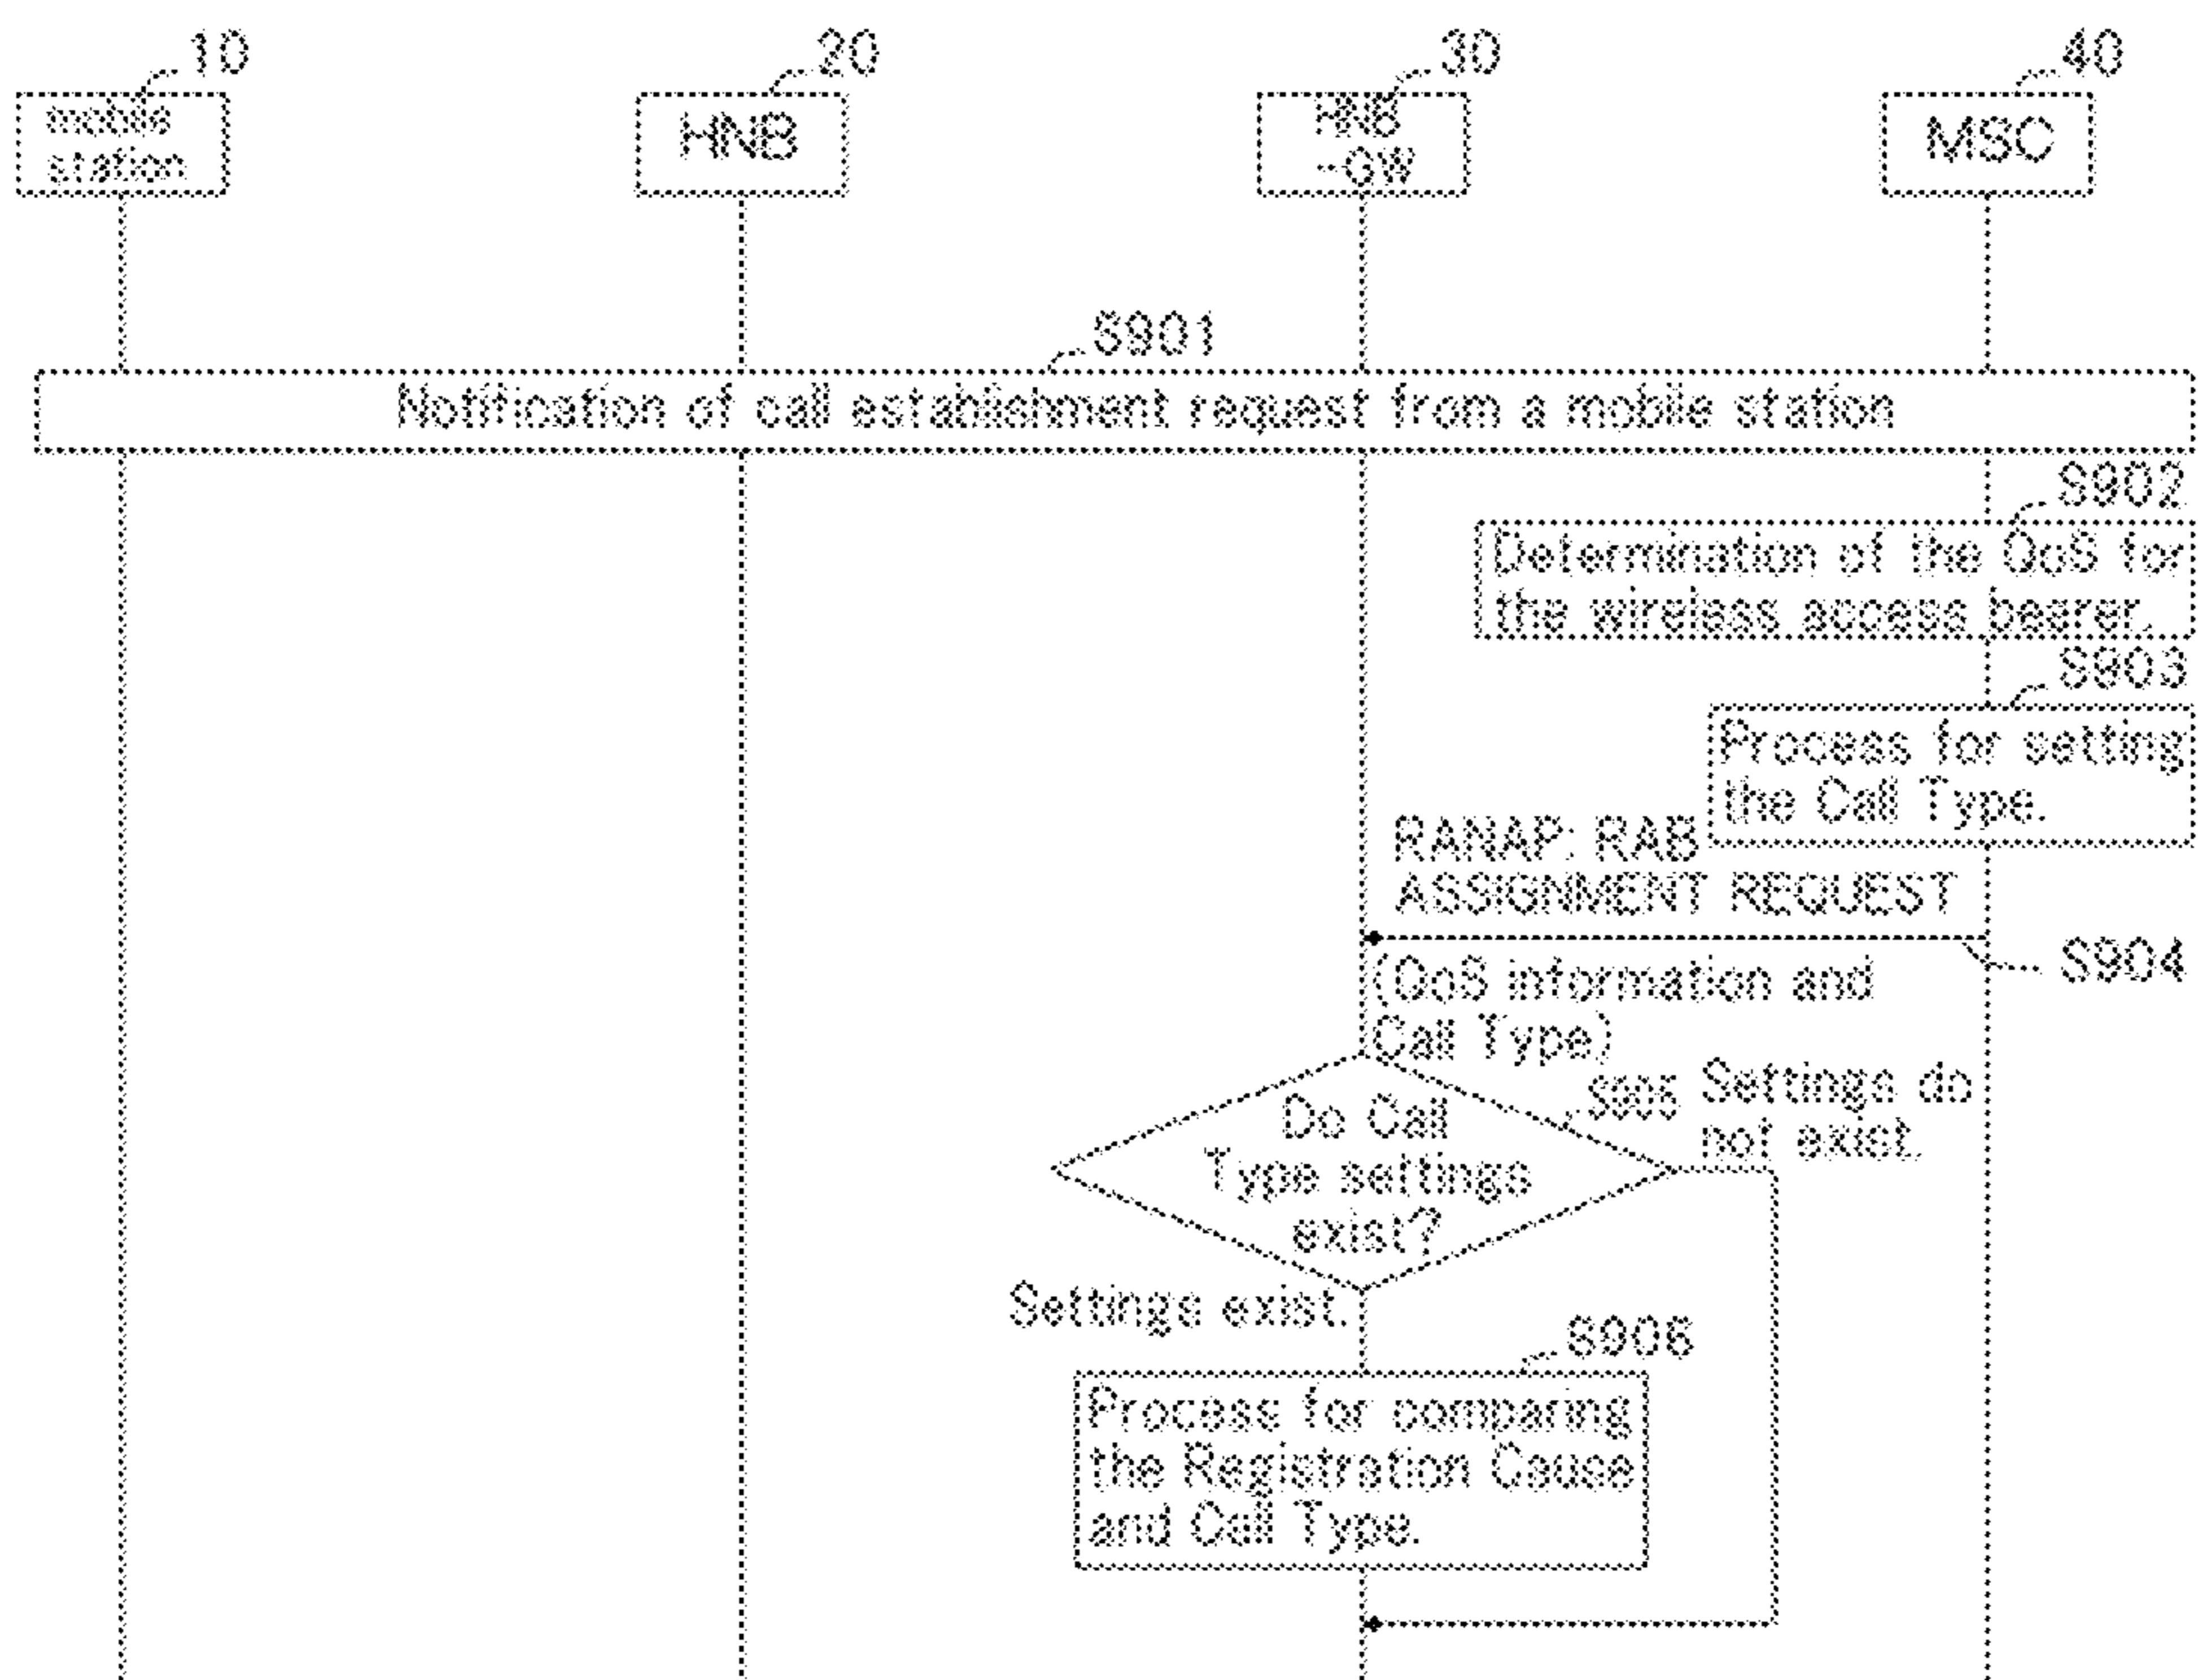 10
20
30
40
mobile
station
HNB
HNB
-GW
MSC
S901
Notification of call establishment request from a mobile station
S902
Determination of the QoS for
the wireless access bearer.
S903
Process for setting
the Call Type.
RANAP: RAB
ASSIGNMENT REQUEST
S904
(QoS information and
Call Type)
S905
Settings do
not exist.
Do Call
Type settings
exist?
Settings exist.
S906
Process for comparing
the Registration Cause
and Call Type.